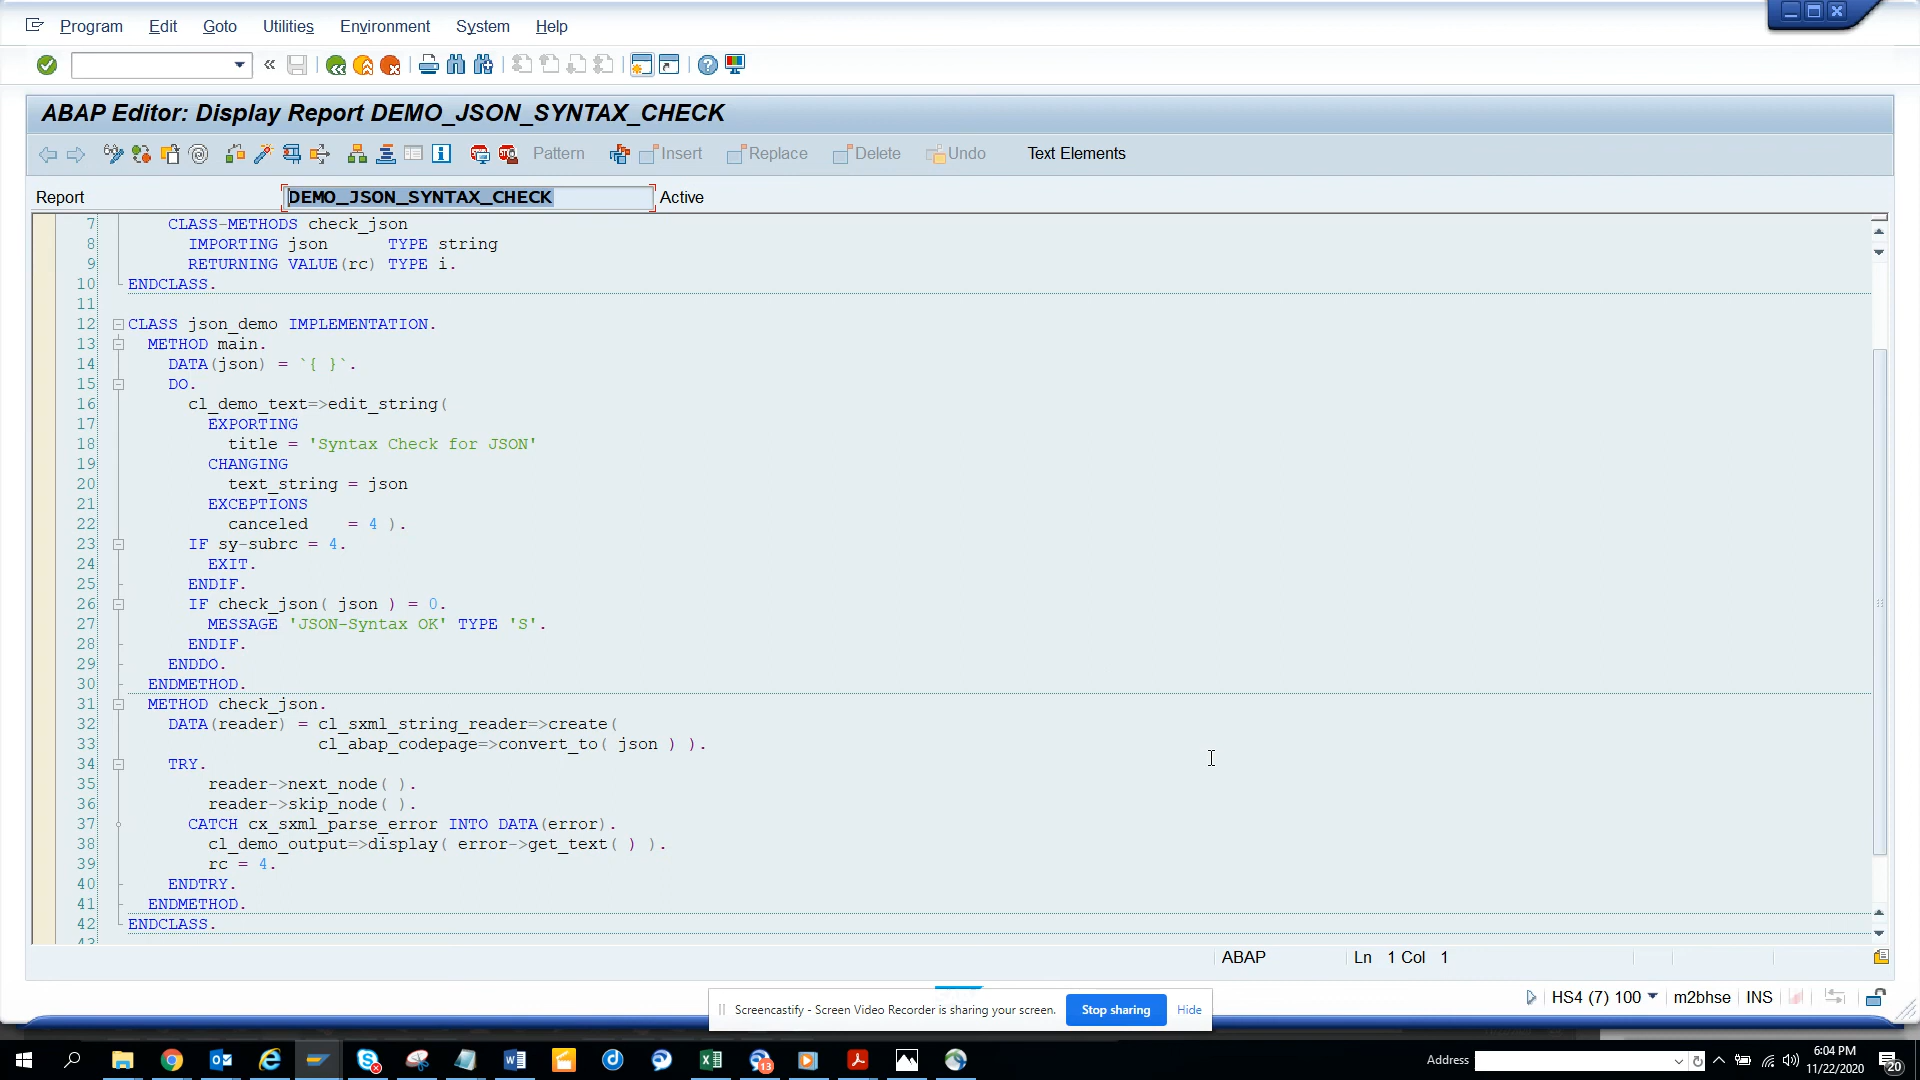 Program Edit Goto Utilities Environment System Help
ABAP Editor: Display Report DEMO_JSON_SYNTAX_CHECK
Pattern Insert Replace Delete Undo Text Elements
Report DEMO_JSON_SYNTAX_CHECK Active
7 CLASS-METHODS check_json
8 IMPORTING json TYPE string
9 RETURNING VALUE(rc) TYPE i.
10 ENDCLASS.
11
12 CLASS json_demo IMPLEMENTATION.
13 METHOD main.
14 DATA(json) = `{ }`.
15 DO.
16 cl_demo_text=>edit_string(
17 EXPORTING
18 title = 'Syntax Check for JSON'
19 CHANGING
20 text_string = json
21 EXCEPTIONS
22 canceled = 4 ).
23 IF sy-subrc = 4.
24 EXIT.
25 ENDIF.
26 IF check_json( json ) = 0.
27 MESSAGE 'JSON-Syntax OK' TYPE 'S'.
28 ENDIF.
29 ENDDO.
30 ENDMETHOD.
31 METHOD check_json.
32 DATA(reader) = cl_sxml_string_reader=>create(
33 cl_abap_codepage=>convert_to( json ) ).
34 TRY.
35 reader->next_node( ).
36 reader->skip_node( ).
37 CATCH cx_sxml_parse_error INTO DATA(error).
38 cl_demo_output=>display( error->get_text( ) ).
39 rc = 4.
40 ENDTRY.
41 ENDMETHOD.
42 ENDCLASS.
43
ABAP Ln 1 Col 1
HS4 (7) 100 m2bhse INS
Screencastify - Screen Video Recorder is sharing your screen. Stop sharing Hide
Address
6:04 PM
11/22/2020
13
20